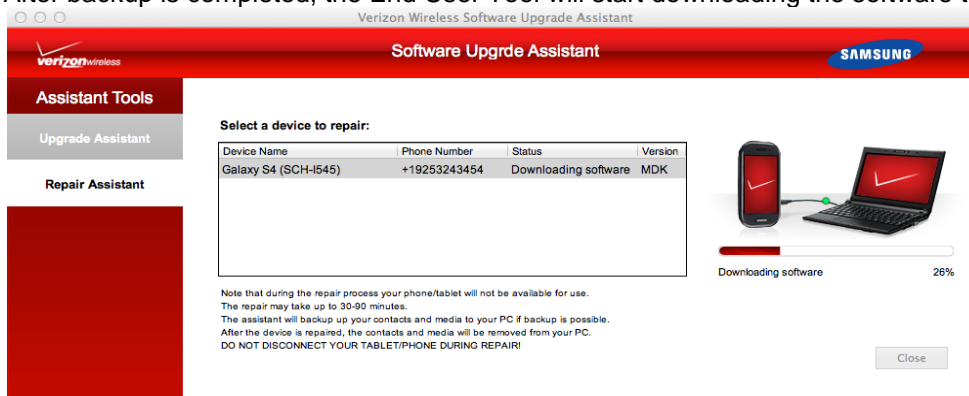 After backup is completed, the End User Tool will start downloading the software t
Verizon Wireless Software Upgrade Assistant
verizonwireless
Software Upgrde Assistant
SAMSUNG
Assistant Tools
Upgrade Assistant
Repair Assistant
Select a device to repair:
Device Name Phone Number Status Version
Galaxy S4 (SCH-I545) +19253243454 Downloading software MDK
Downloading software 26%
Note that during the repair process your phone/tablet will not be available for use.
The repair may take up to 30-90 minutes.
The assistant will backup up your contacts and media to your PC if backup is possible.
After the device is repaired, the contacts and media will be removed from your PC.
DO NOT DISCONNECT YOUR TABLET/PHONE DURING REPAIR!
Close